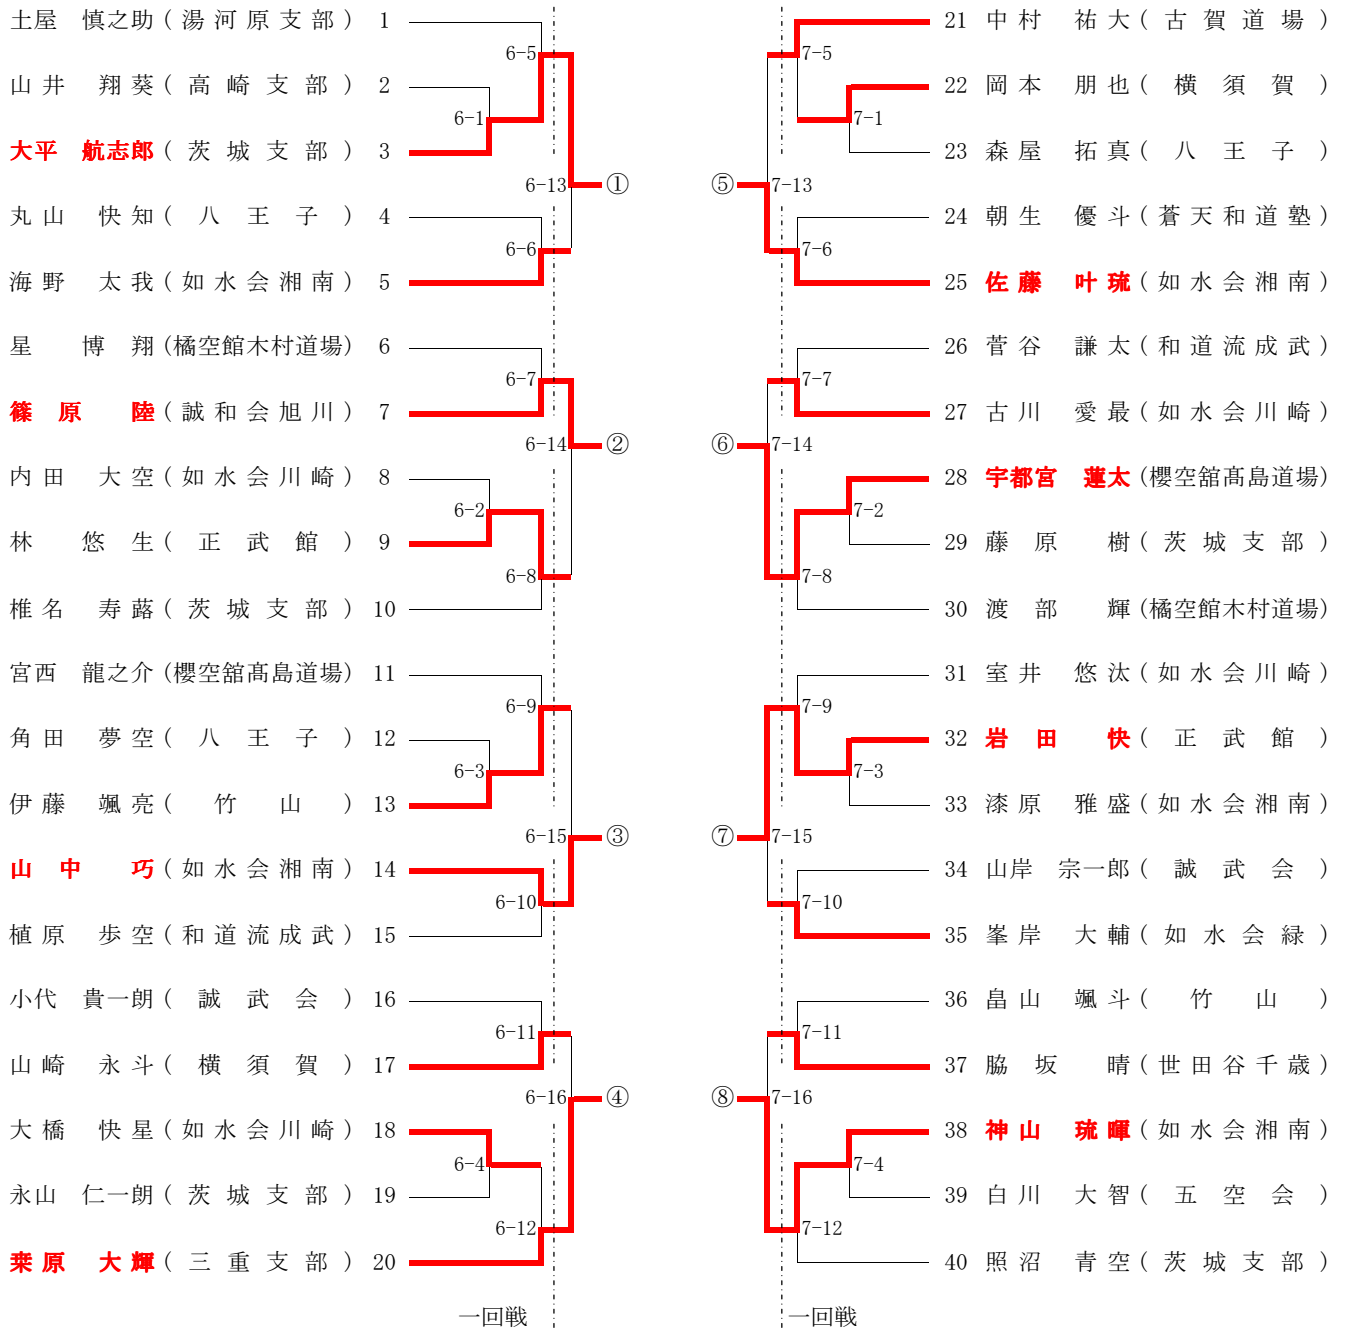 土屋 慎之助 (湯河原支部) 1
6-5
山井 翔葵 (高崎支部) 2
6-1
大平 航志郎 (茨城支部) 3
6-13 ①
丸山 快知 (八王子) 4
6-6
海野 太我 (如水会湘南) 5
星 博翔 (橘空館木村道場) 6
6-7
篠原 陸 (誠和会旭川) 7
6-14 ②
内田 大空 (如水会川崎) 8
6-2
林 悠生 (正武館) 9
6-8
椎名 寿蕗 (茨城支部) 10
宮西 龍之介 (櫻空舘髙島道場) 11
6-9
角田 夢空 (八王子) 12
6-3
伊藤 颯亮 (竹山) 13
6-15 ③
山中 巧 (如水会湘南) 14
6-10
植原 歩空 (和道流成武) 15
小代 貴一朗 (誠武会) 16
6-11
山崎 永斗 (横須賀) 17
6-16 ④
大橋 快星 (如水会川崎) 18
6-4
永山 仁一朗 (茨城支部) 19
6-12
桒原 大輝 (三重支部) 20
一回戦
21 中村 祐大 (古賀道場)
7-5
22 岡本 朋也 (横須賀)
7-1
23 森屋 拓真 (八王子)
⑤ 7-13
24 朝生 優斗 (蒼天和道塾)
7-6
25 佐藤 叶琉 (如水会湘南)
26 菅谷 謙太 (和道流成武)
7-7
27 古川 愛最 (如水会川崎)
⑥ 7-14
28 宇都宮 蓮太 (櫻空舘髙島道場)
7-2
29 藤原 樹 (茨城支部)
7-8
30 渡部 輝 (橘空館木村道場)
31 室井 悠汰 (如水会川崎)
7-9
32 岩田 快 (正武館)
7-3
33 漆原 雅盛 (如水会湘南)
⑦ 7-15
34 山岸 宗一郎 (誠武会)
7-10
35 峯岸 大輔 (如水会緑)
36 畠山 颯斗 (竹山)
7-11
37 脇坂 晴 (世田谷千歳)
⑧ 7-16
38 神山 琉暉 (如水会湘南)
7-4
39 白川 大智 (五空会)
7-12
40 照沼 青空 (茨城支部)
一回戦